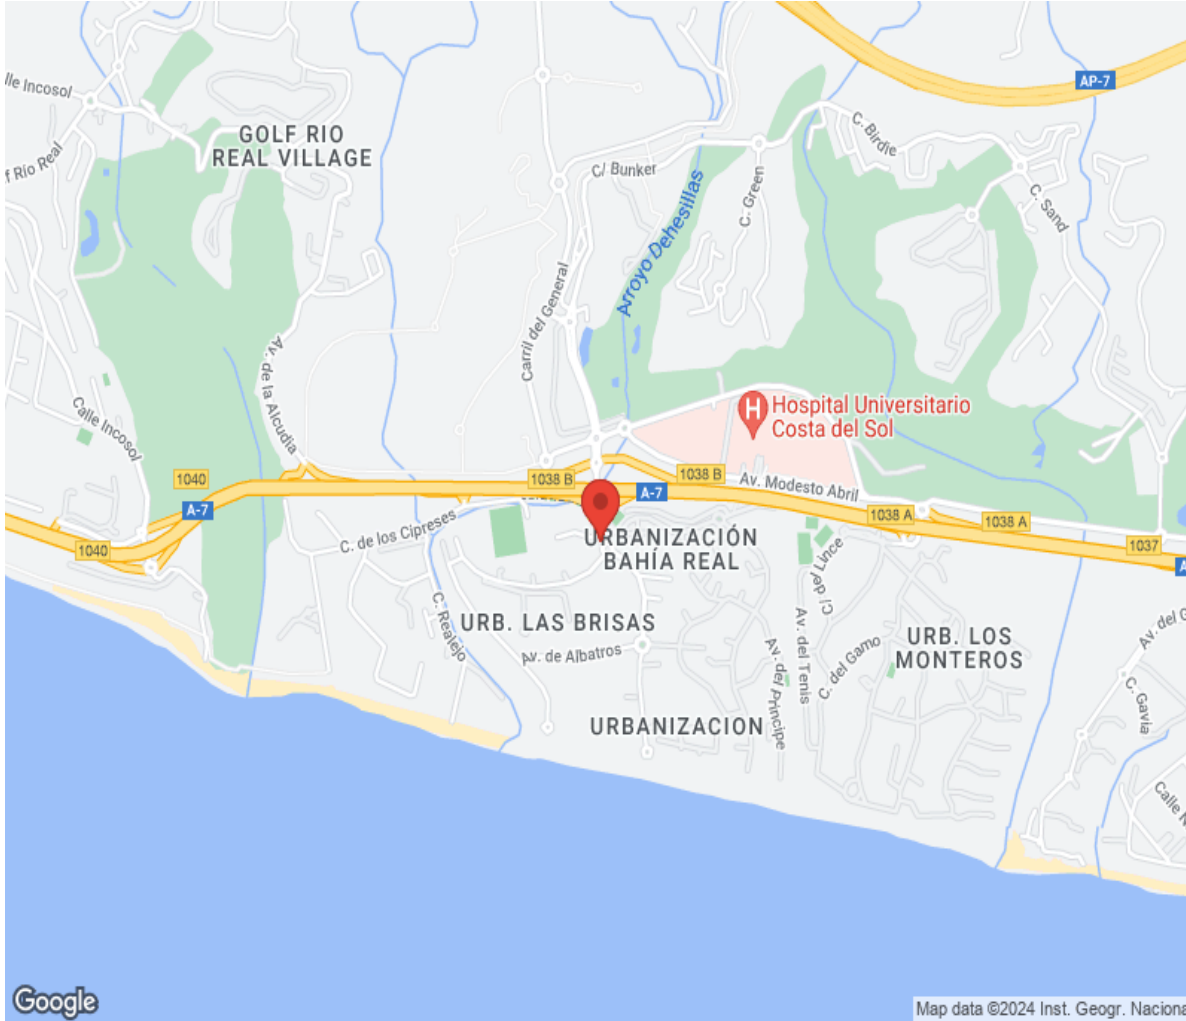 AP-7
lle Incosol
C. Birdie
GOLF RIO
REAL VILLAGE
f Río Real
C/ Bunker
C. Green
C. Sand
Arroyo Dehesillas
Carril del General
Av. de la Alcudia
Calle Incosol
Hospital Universitario
Costa del Sol
1040
1038 B
1038 B
A-7
Av. Modesto Abril
A-7
1038 A
1038 A
C. de los Cipreses
URBANIZACIÓN
BAHÍA REAL
1040
1037
A
C/ del Lince
C. Realejo
URB. LAS BRISAS
Av. del Tenis
Av. del G
URB. LOS
MONTEROS
Av. de Albatros
Av. del Príncipe
C. del Gamo
C. Gavia
URBANIZACION
Calle N
Google
Map data ©2024 Inst. Geogr. Naciona